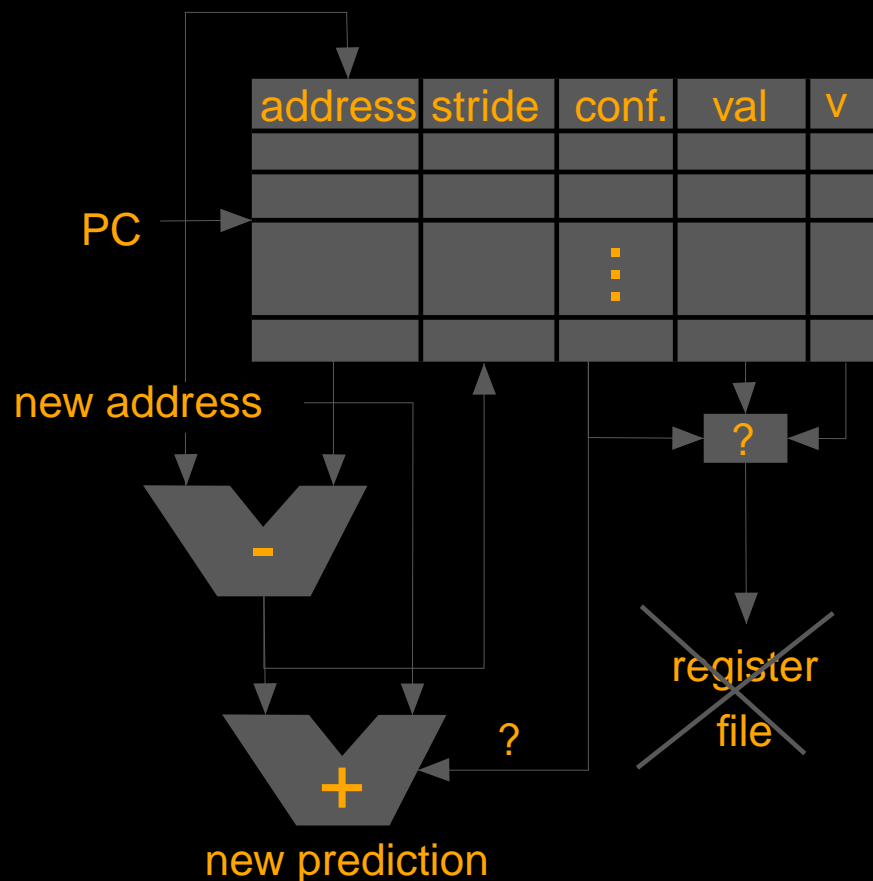 address stride conf. val v
PC
new address
?
-
register
file
?
+
new prediction